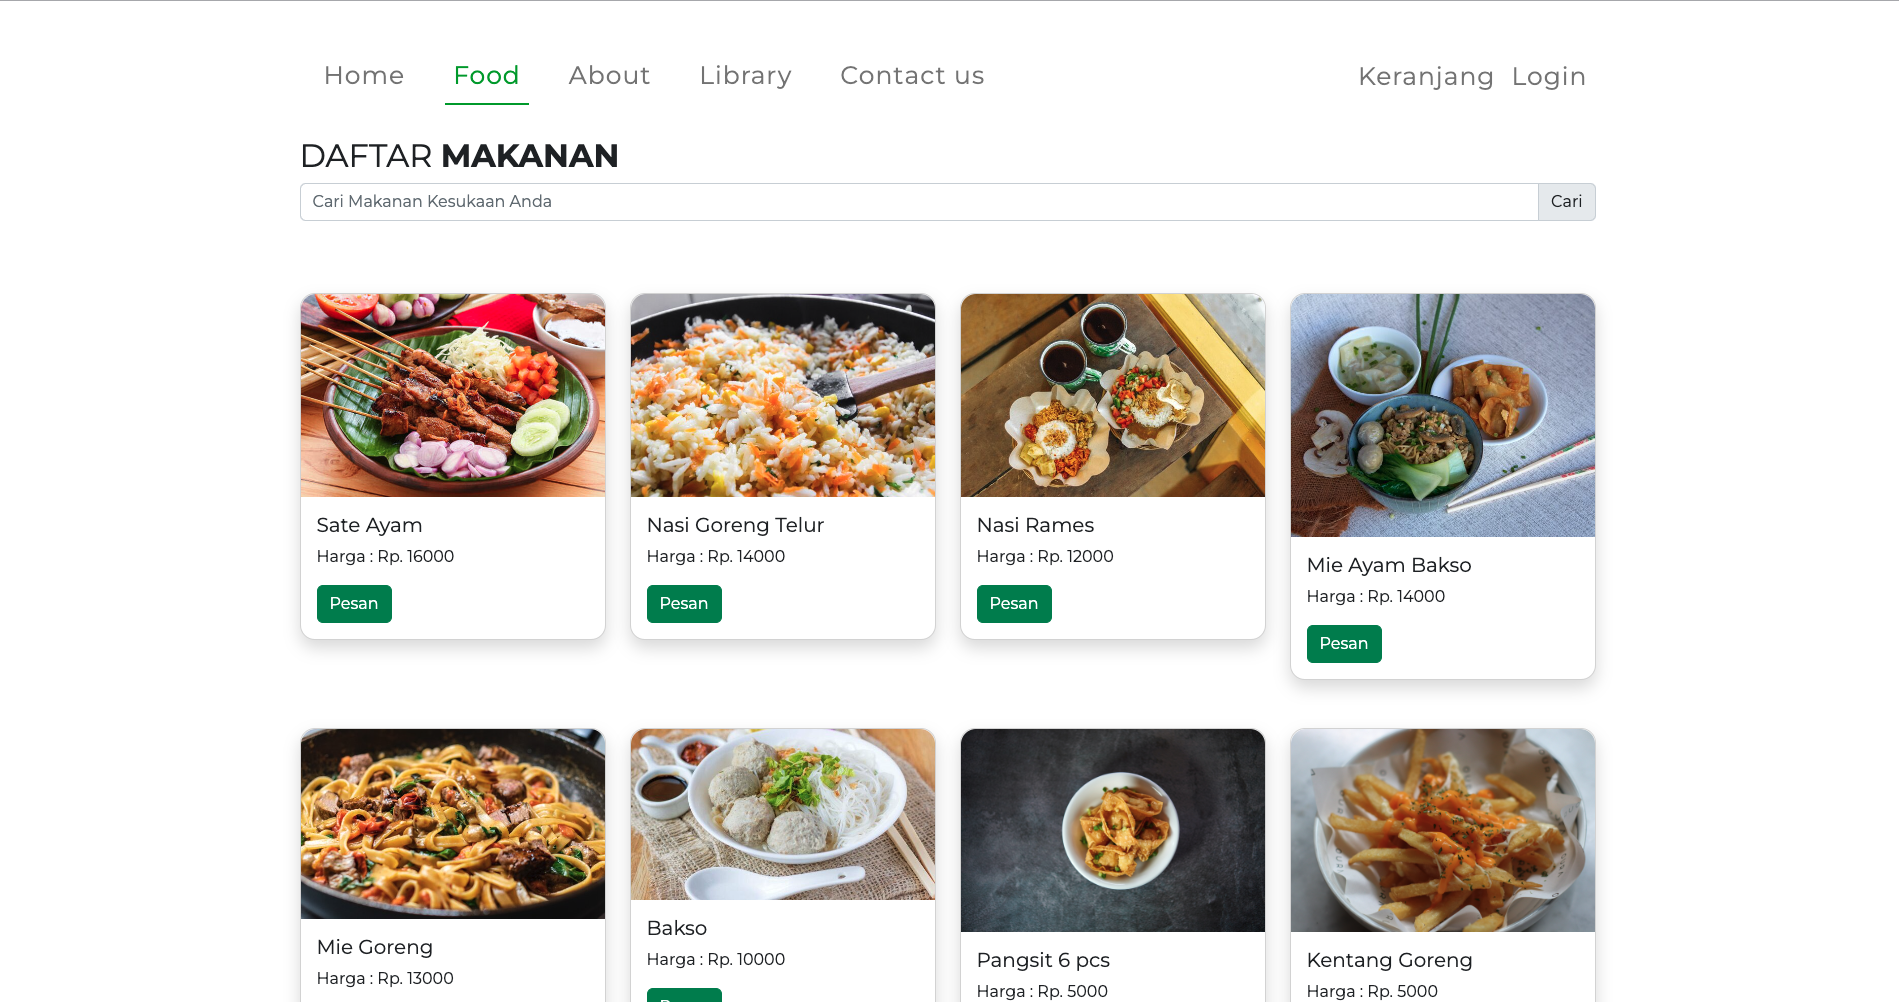 Home Food About Library Contact us Keranjang Login
DAFTAR MAKANAN
Cari Makanan Kesukaan Anda Cari
Sate Ayam
Harga : Rp. 16000
Pesan
Nasi Goreng Telur
Harga : Rp. 14000
Pesan
Nasi Rames
Harga : Rp. 12000
Pesan
Mie Ayam Bakso
Harga : Rp. 14000
Pesan
Mie Goreng
Harga : Rp. 13000
Bakso
Harga : Rp. 10000
Pangsit 6 pcs
Harga : Rp. 5000
Kentang Goreng
Harga : Rp. 5000